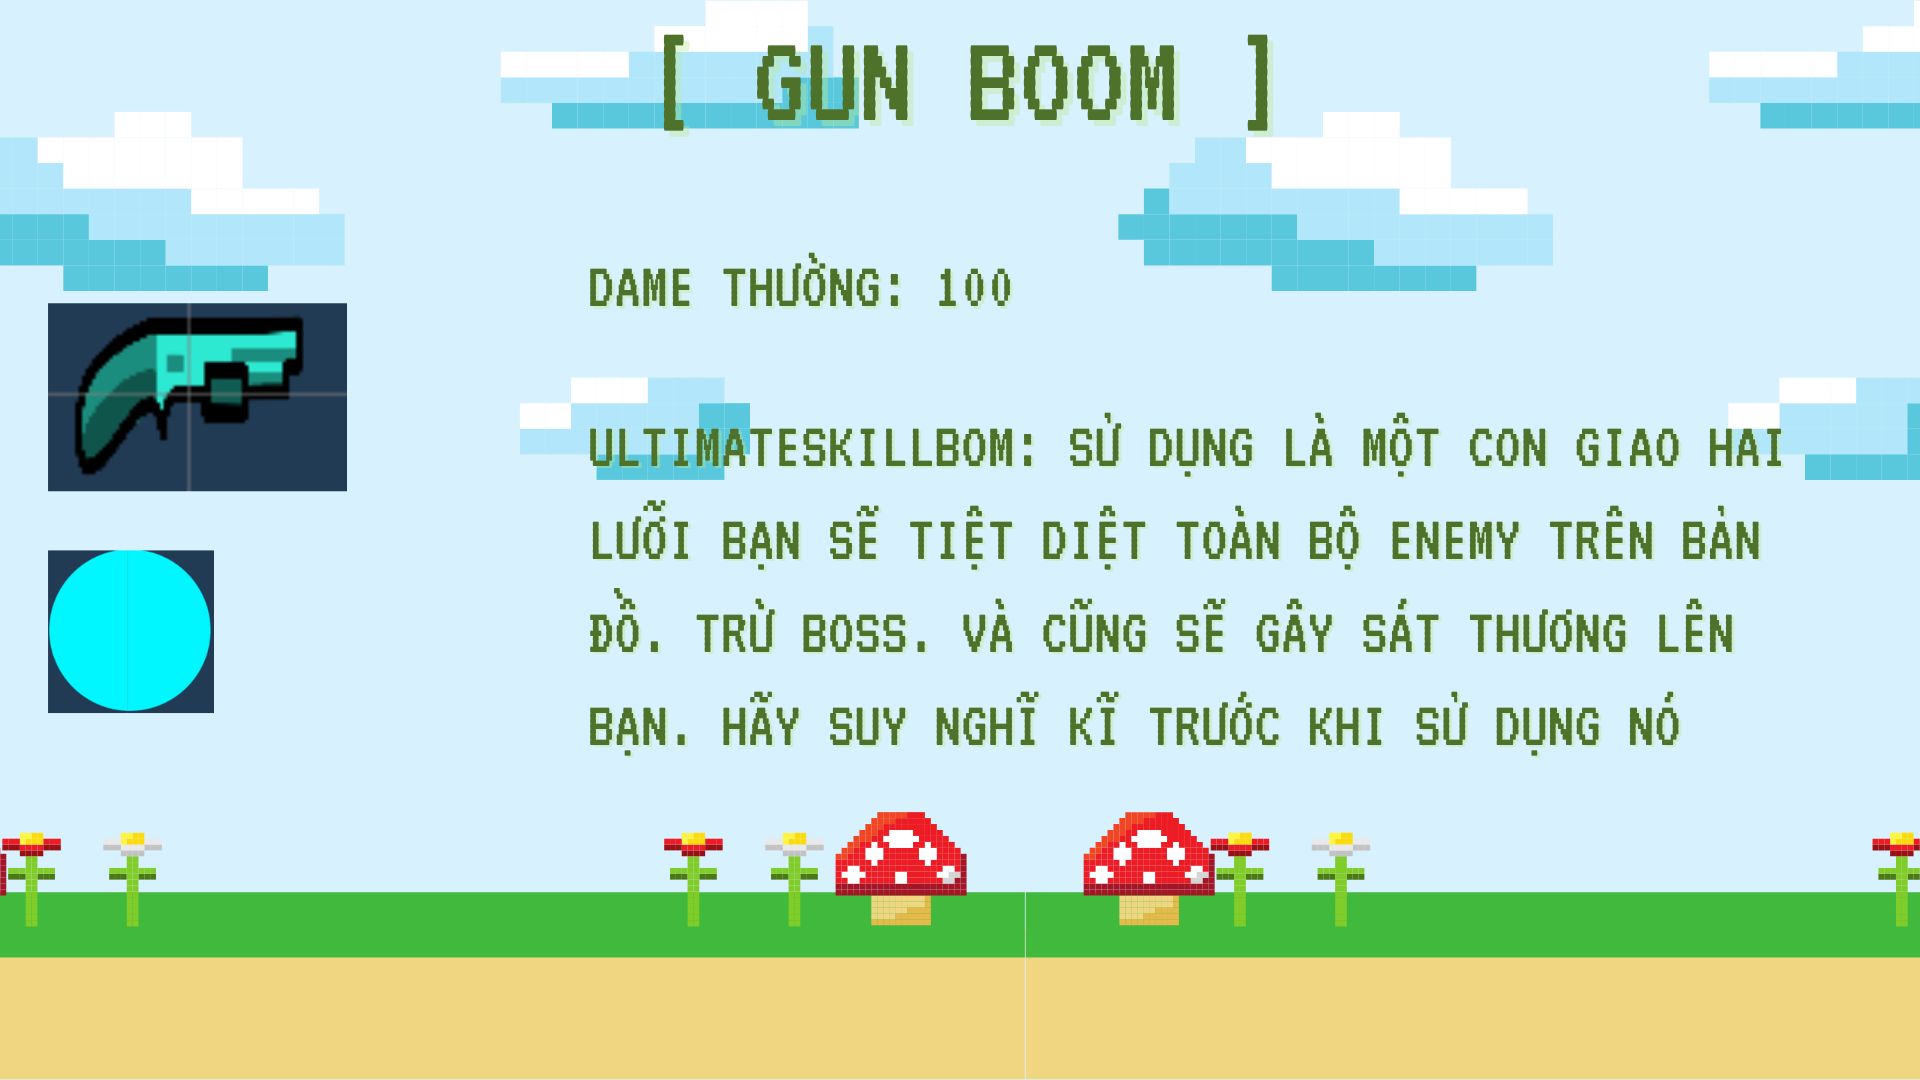 [ GUN BOOM ]
DAME THƯỜNG: 100
ULTIMATESKILLBOM: SỬ DỤNG LÀ MỘT CON GIAO HAI
LƯỠI BẠN SẼ TIỆT DIỆT TOÀN BỘ ENEMY TRÊN BẢN
ĐỒ. TRỪ BOSS. VÀ CŨNG SẼ GÂY SÁT THƯƠNG LÊN
BẠN. HÃY SUY NGHĨ KĨ TRƯỚC KHI SỬ DỤNG NÓ